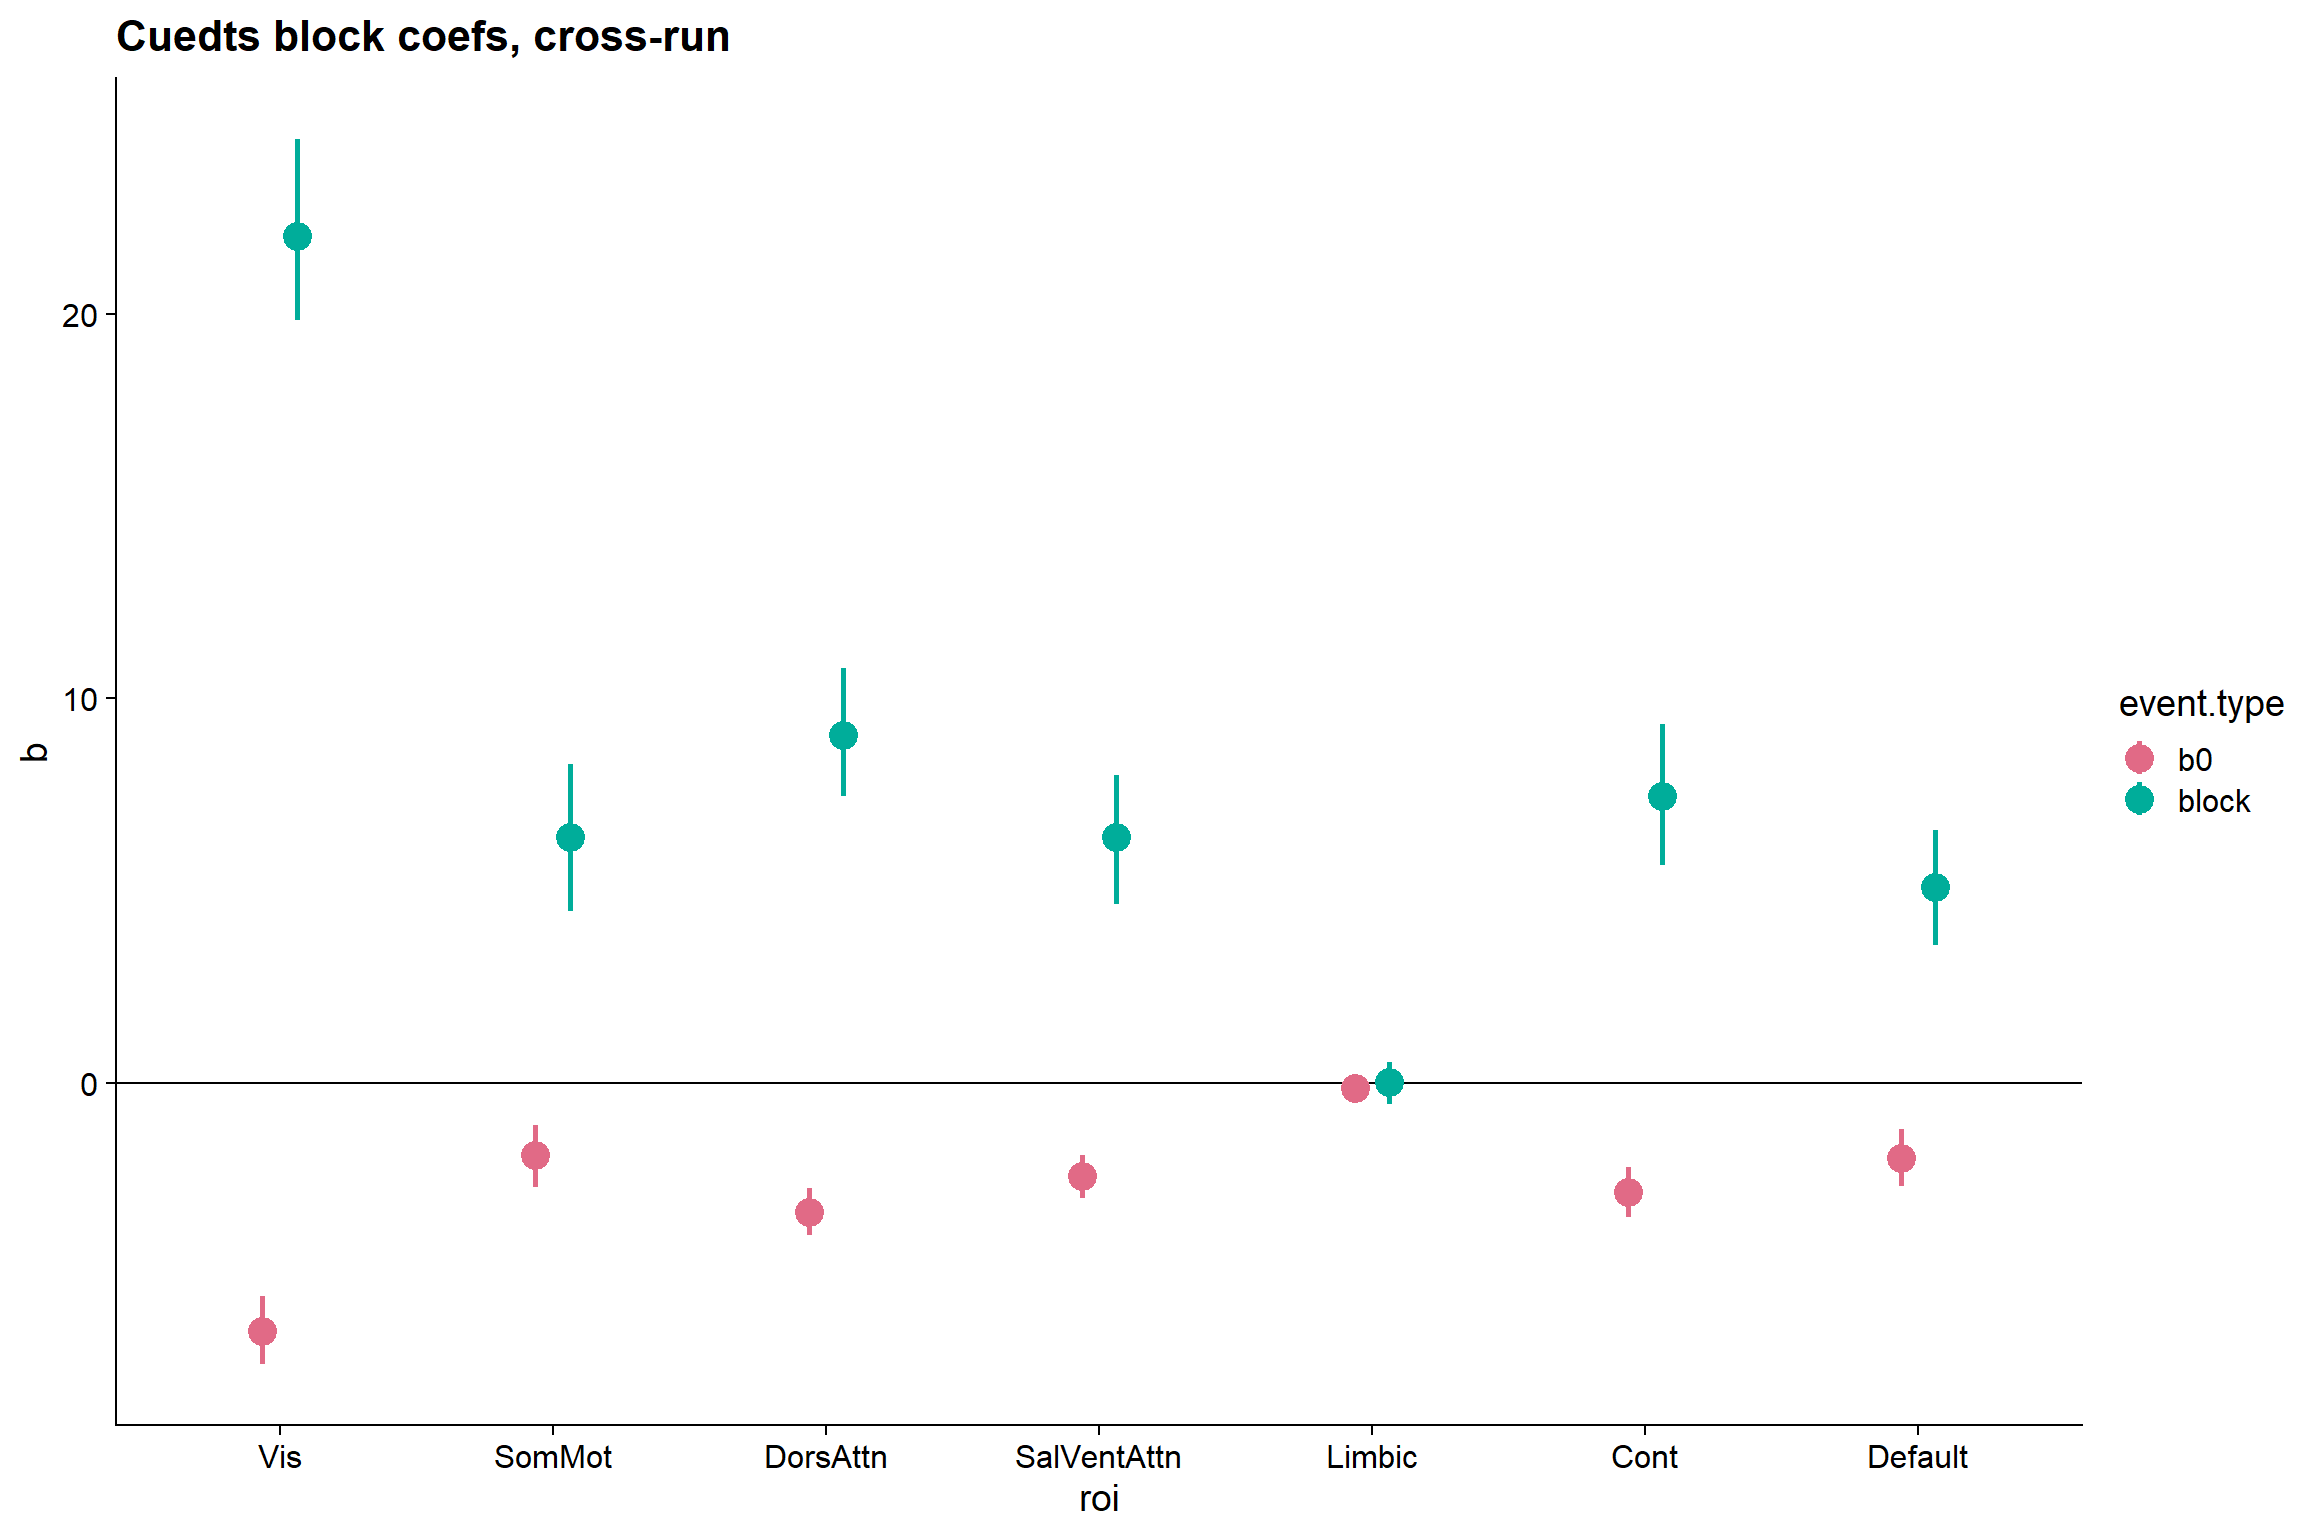 Cuedts block coefs, cross-run
20
10
0
b
Vis
SomMot
DorsAttn
SalVentAttn
Limbic
Cont
Default
roi
event.type
b0
block